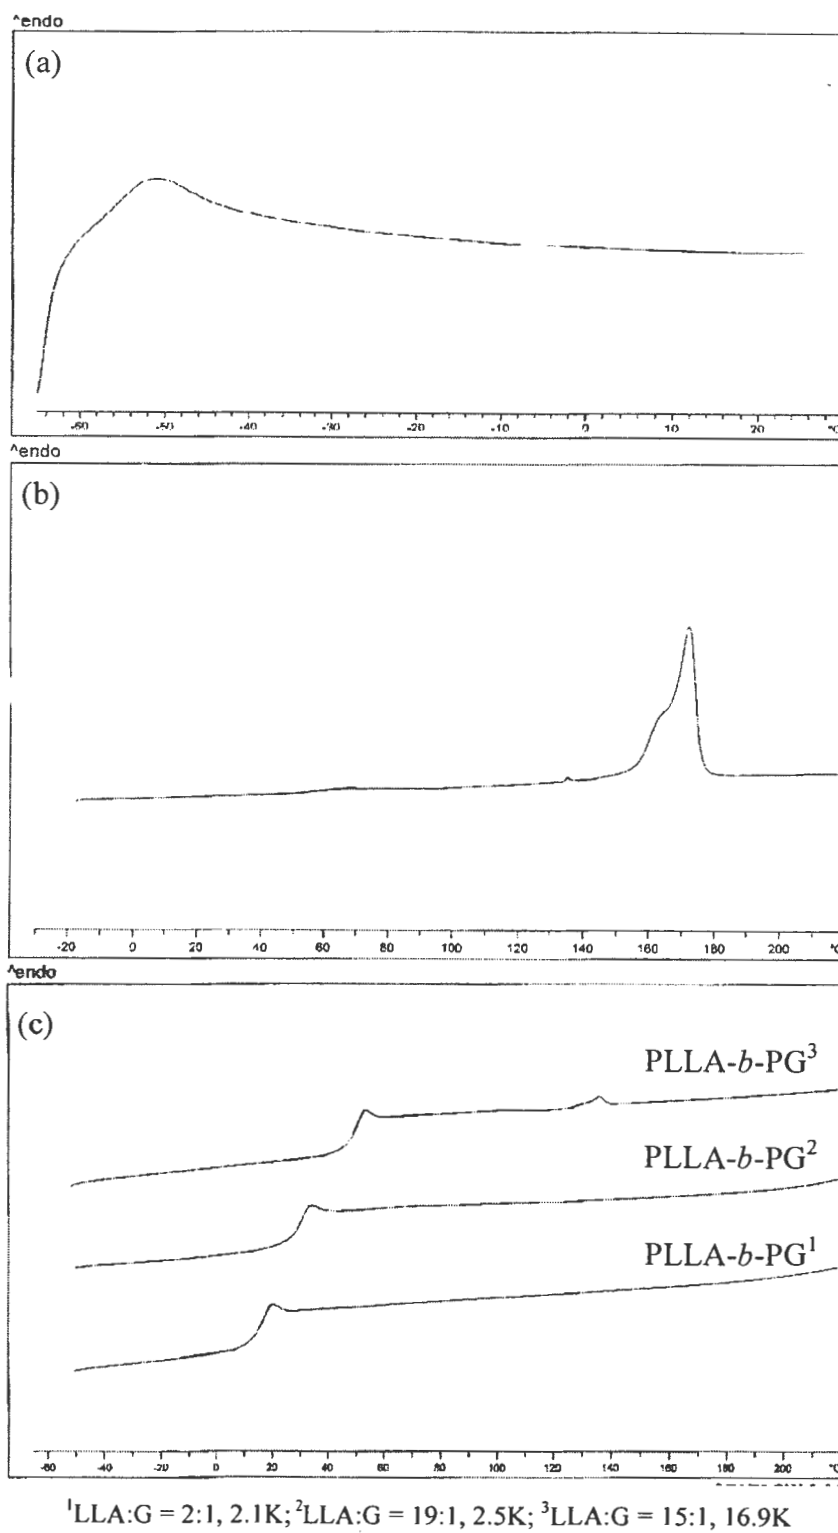 ^endo
(a)
-60 -50 -40 -30 -20 -10 0 10 20 °C
^endo
(b)
-20 0 20 40 60 80 100 120 140 160 180 200 °C
^endo
(c)
PLLA-b-PG³
PLLA-b-PG²
PLLA-b-PG¹
-60 -40 -20 0 20 40 60 80 100 120 140 160 180 200 °C
¹LLA:G = 2:1, 2.1K; ²LLA:G = 19:1, 2.5K; ³LLA:G = 15:1, 16.9K